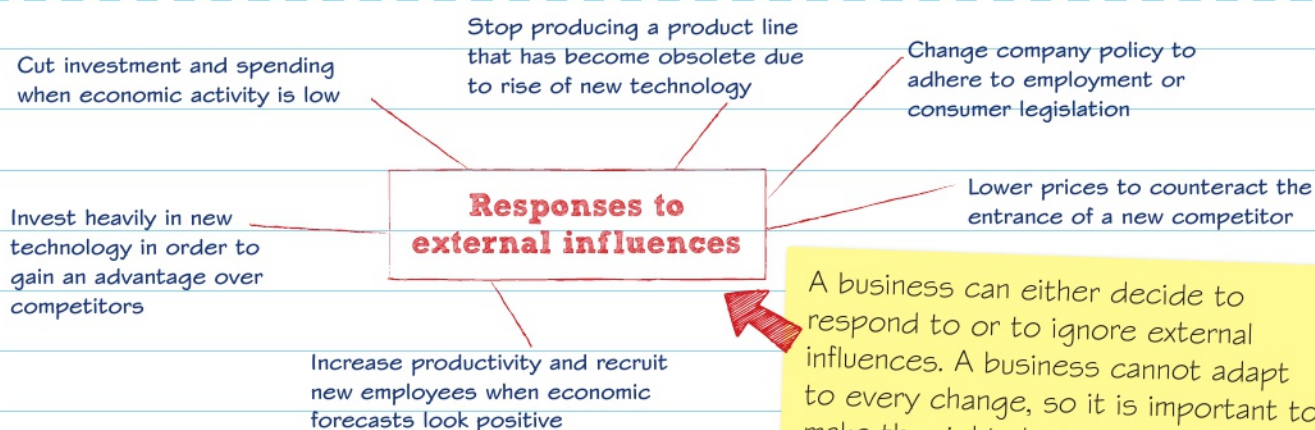 Stop producing a product line
that has become obsolete due
to rise of new technology
Cut investment and spending
when economic activity is low
Change company policy to
adhere to employment or
consumer legislation
Responses to
external influences
Lower prices to counteract the
entrance of a new competitor
Invest heavily in new
technology in order to
gain an advantage over
competitors
Increase productivity and recruit
new employees when economic
forecasts look positive
A business can either decide to
respond to or to ignore external
influences. A business cannot adapt
to every change, so it is important to